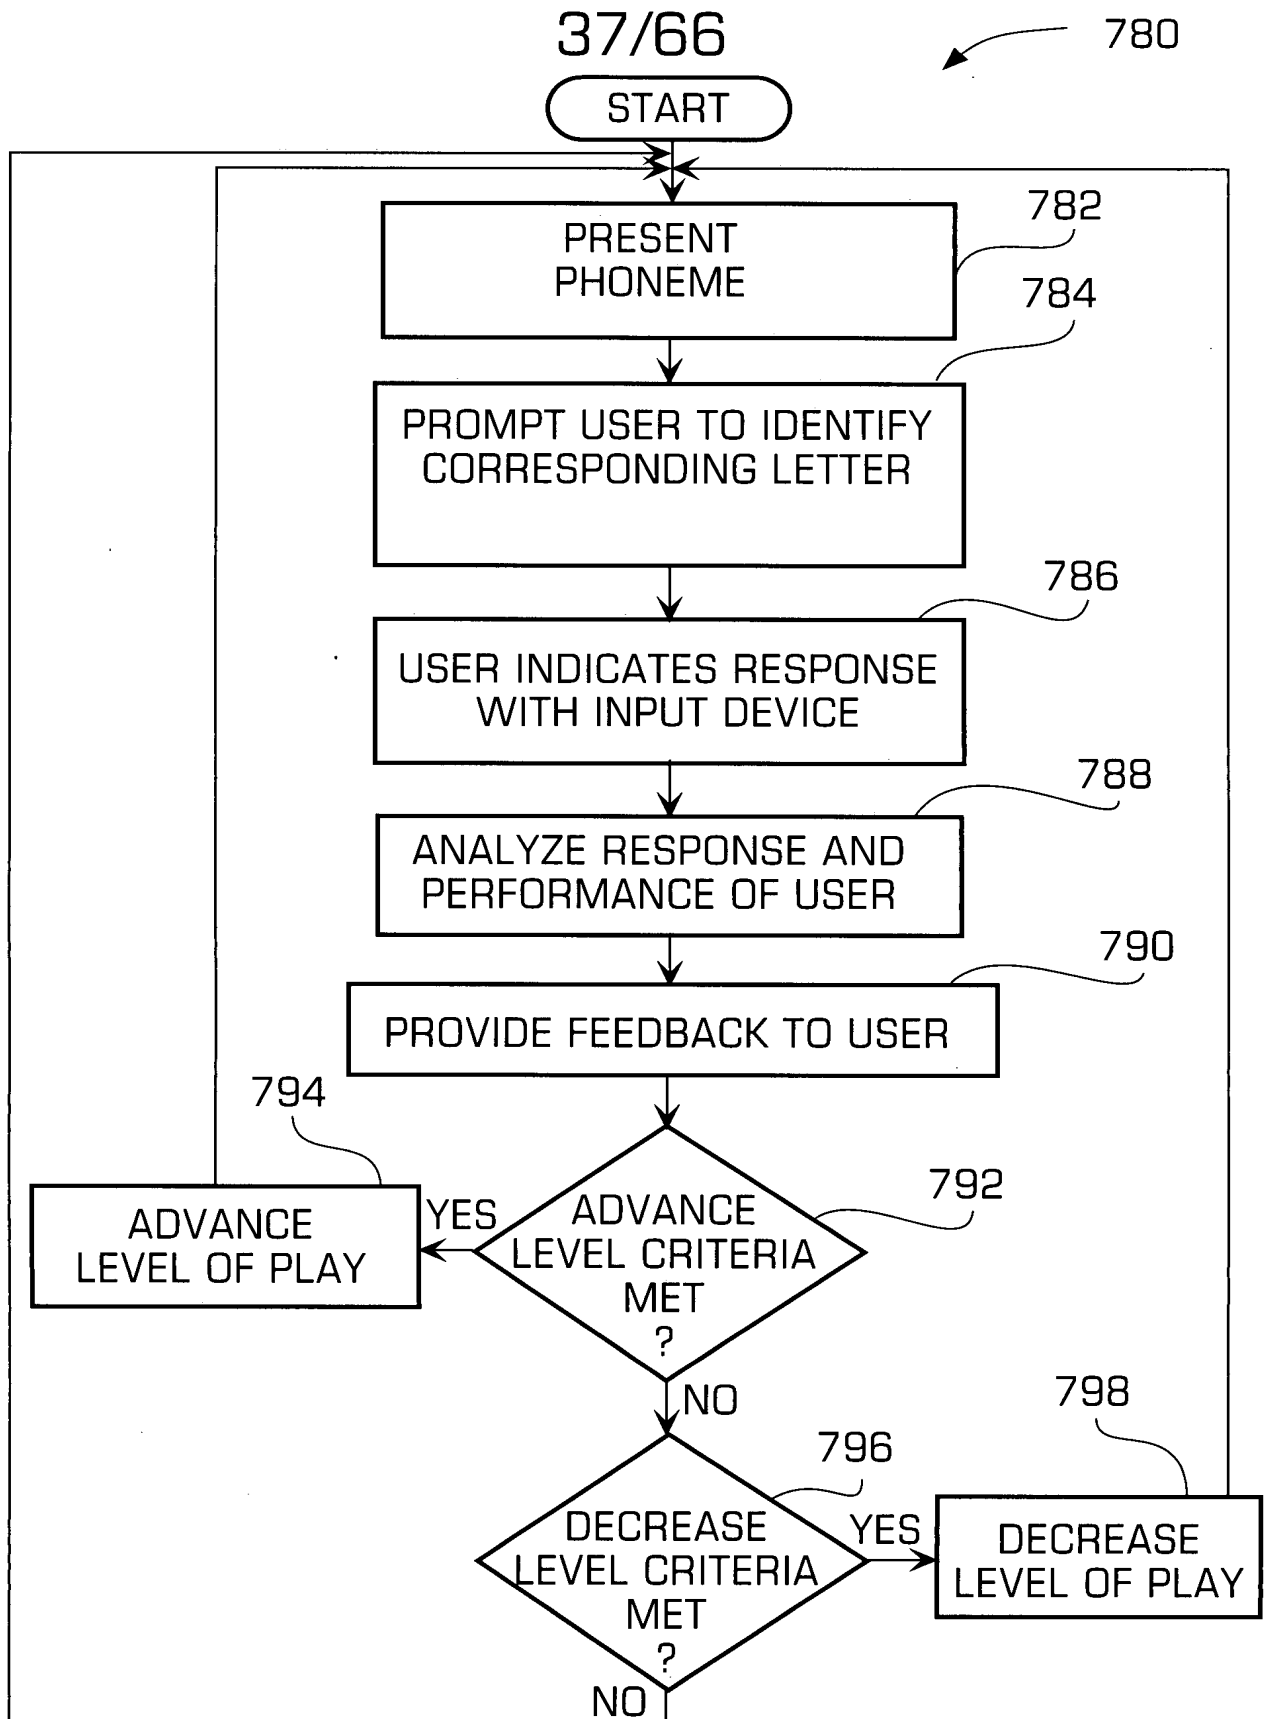 37/66
780
START
782
PRESENT
PHONEME
784
PROMPT USER TO IDENTIFY
CORRESPONDING LETTER
786
USER INDICATES RESPONSE
WITH INPUT DEVICE
788
ANALYZE RESPONSE AND
PERFORMANCE OF USER
790
PROVIDE FEEDBACK TO USER
794
792
ADVANCE
LEVEL OF PLAY
YES
ADVANCE
LEVEL CRITERIA
MET
?
NO
798
796
DECREASE
LEVEL CRITERIA
MET
?
YES
DECREASE
LEVEL OF PLAY
NO